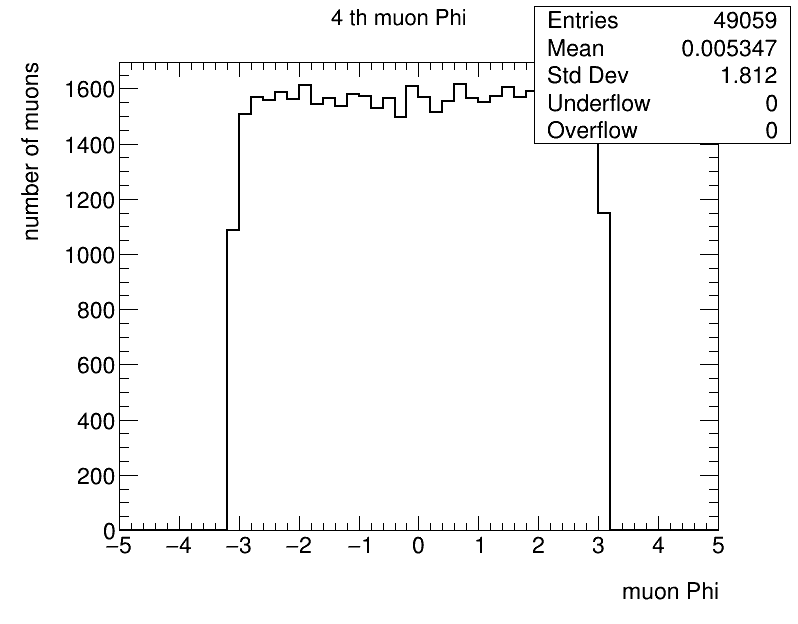 4 th muon Phi
Entries 49059
Mean 0.005347
Std Dev 1.812
Underflow 0
Overflow 0
number of muons
1600
1400
1200
1000
800
600
400
200
0
−5 −4 −3 −2 −1 0 1 2 3 4 5
muon Phi